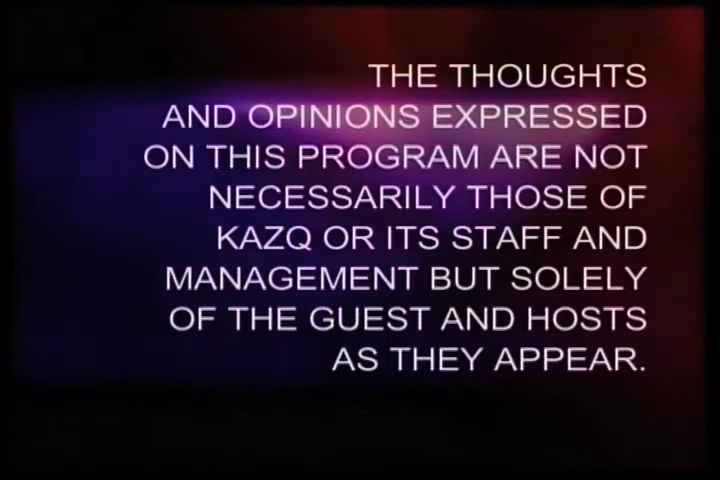 THE THOUGHTS
AND OPINIONS EXPRESSED
ON THIS PROGRAM ARE NOT
NECESSARILY THOSE OF
KAZQ OR ITS STAFF AND
MANAGEMENT BUT SOLELY
OF THE GUEST AND HOSTS
AS THEY APPEAR.